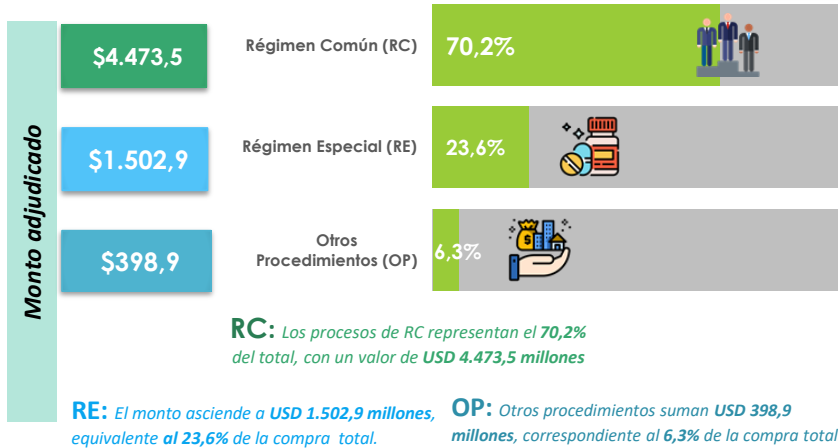 Monto adjudicado
$4.473,5
Régimen Común (RC)
70,2%
$1.502,9
Régimen Especial (RE)
23,6%
$398,9
Otros
Procedimientos (OP)
6,3%
RC: Los procesos de RC representan el 70,2%
del total, con un valor de USD 4.473,5 millones
RE: El monto asciende a USD 1.502,9 millones,
equivalente al 23,6% de la compra total.
OP: Otros procedimientos suman USD 398,9
millones, correspondiente al 6,3% de la compra total